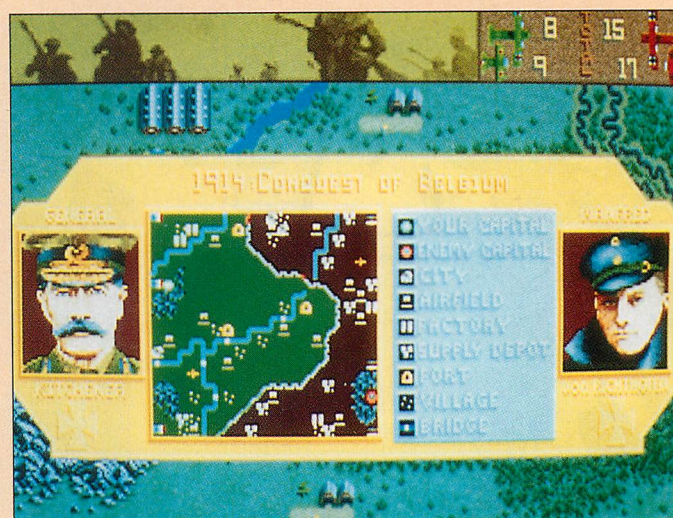 8 TOTAL 15
9 17
1914:CONQUEST OF BELGIUM
GENERAL
KITCHENER
YOUR CAPITAL
ENEMY CAPITAL
CITY
AIRFIELD
FACTORY
SUPPLY DEPOT
FORT
VILLAGE
BRIDGE
MANFRED
VON RICHTHOFEN